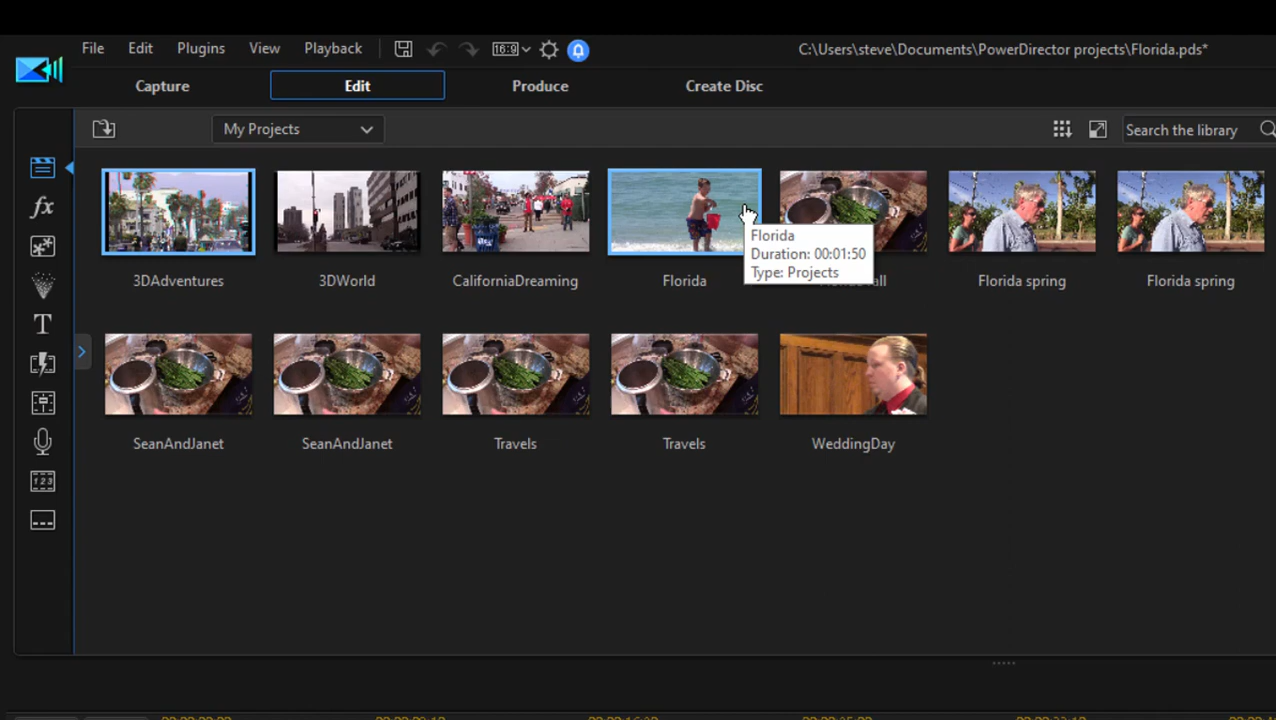 File Edit Plugins View Playback 16:9 C:\Users\steve\Documents\PowerDirector projects\Florida.pds*
Capture Edit Produce Create Disc
My Projects Search the library
fx
T
123
Florida
Duration: 00:01:50
Type: Projects
3DAdventures 3DWorld CaliforniaDreaming Florida Florida spring Florida spring
SeanAndJanet SeanAndJanet Travels Travels WeddingDay